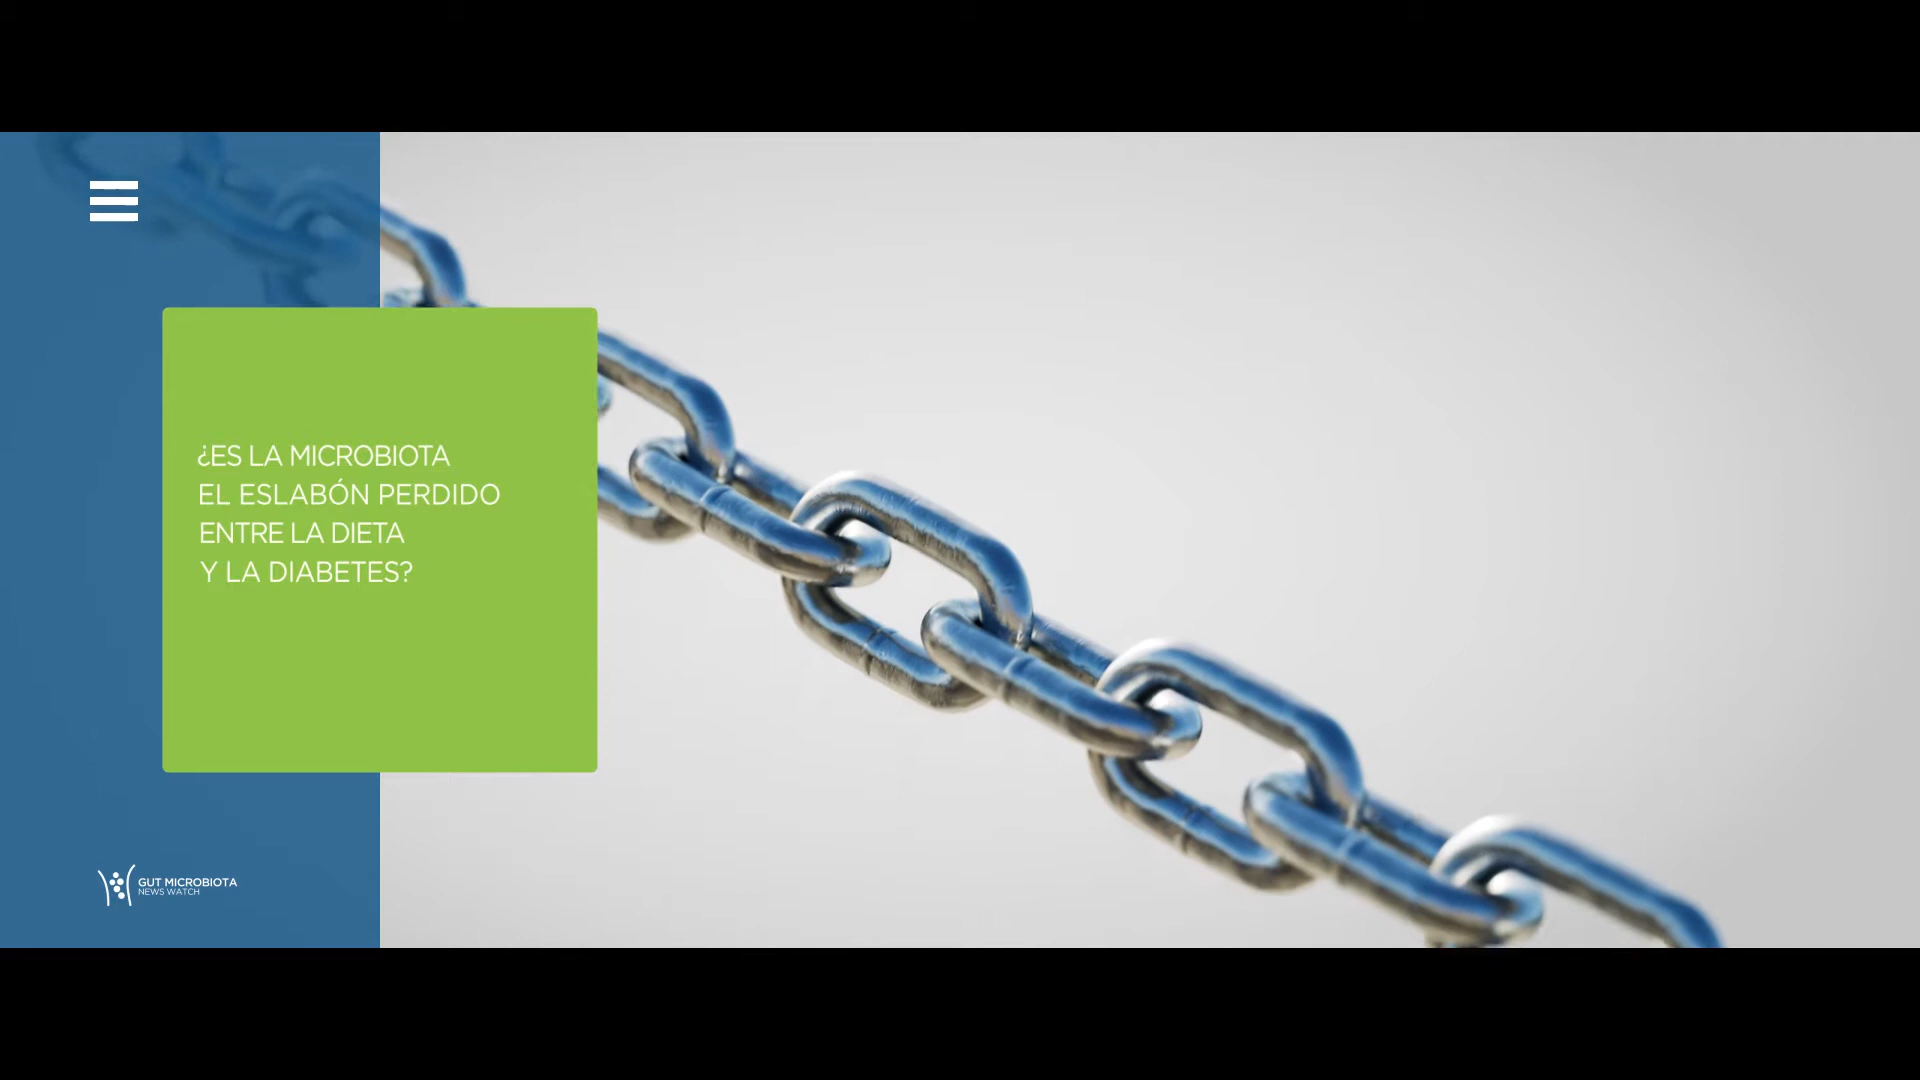 ¿ES LA MICROBIOTA
EL ESLABÓN PERDIDO
ENTRE LA DIETA
Y LA DIABETES?
GUT MICROBIOTA
NEWS WATCH